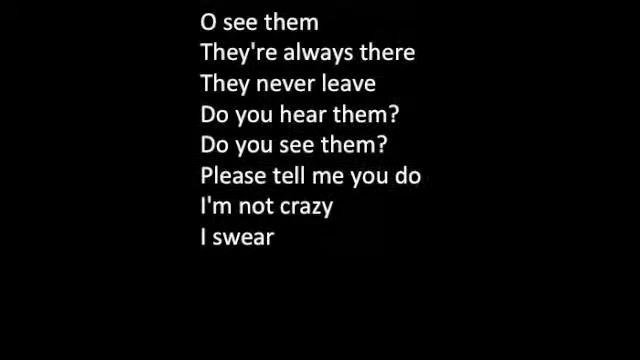 O see them
They're always there
They never leave
Do you hear them?
Do you see them?
Please tell me you do
I'm not crazy
I swear